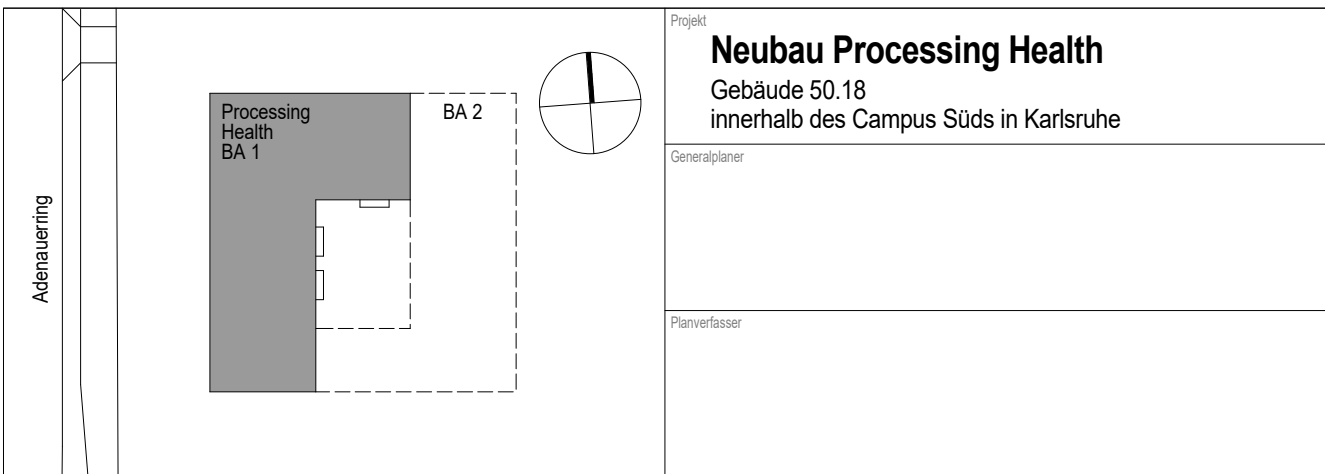 Adenauerring
Processing
Health
BA 1
BA 2
Projekt
Neubau Processing Health
Gebäude 50.18
innerhalb des Campus Süds in Karlsruhe
Generalplaner
Planverfasser